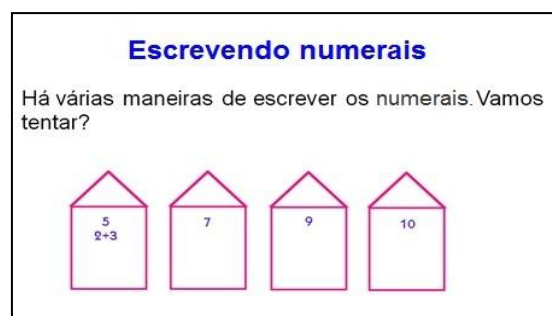 Escrevendo numerais
Há várias maneiras de escrever os numerais. Vamos
tentar?
5 7 9 10
2+3